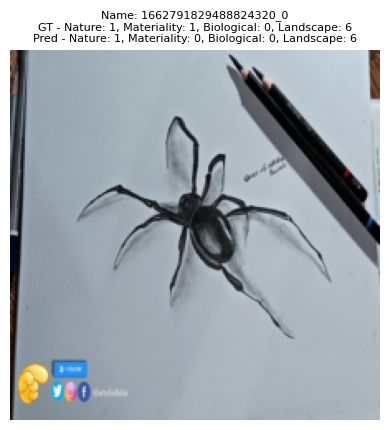 Name: 1662791829488824320_0
GT - Nature: 1, Materiality: 1, Biological: 0, Landscape: 6
Pred - Nature: 1, Materiality: 0, Biological: 0, Landscape: 6